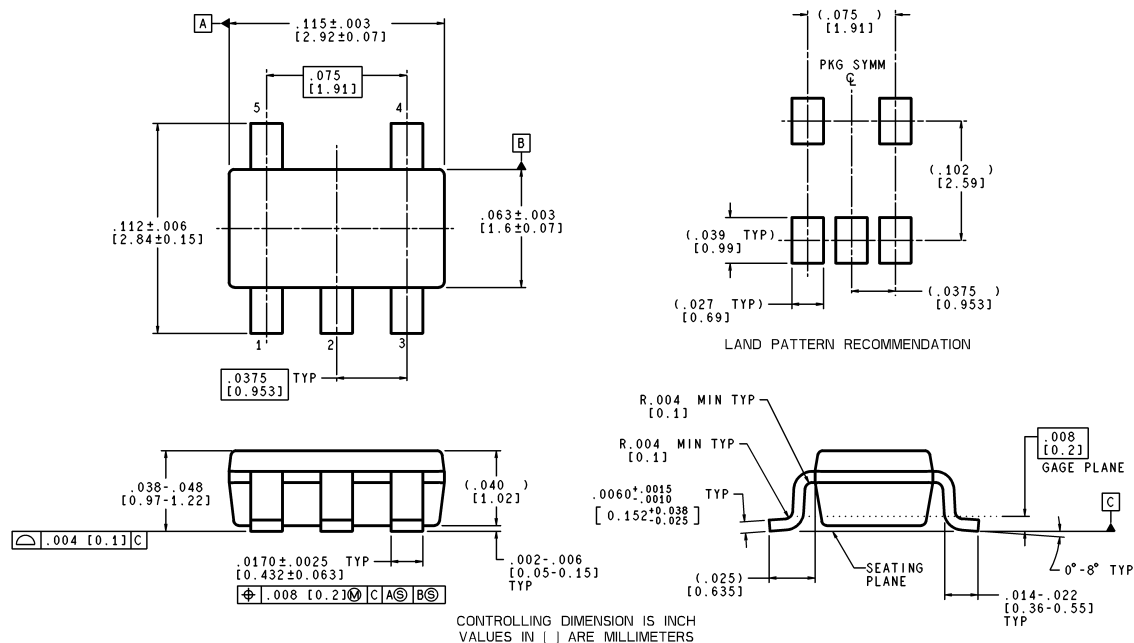 A
.115±.003
[2.92±0.07]
.075
[1.91]
5
4
B
.112±.006
[2.84±0.15]
.063±.003
[1.6±0.07]
1
2
3
.0375
[0.953]
TYP
(.075 )
[1.91]
PKG SYMM
℄
(.102 )
[2.59]
(.039 TYP)
[0.99]
(.027 TYP)
[0.69]
(.0375 )
[0.953]
LAND PATTERN RECOMMENDATION
.038-.048
[0.97-1.22]
(.040 )
[1.02]
⌓ .004 [0.1] C
.0170±.0025 TYP
[0.432±0.063]
⌖ .008 [0.2]Ⓜ C AⓈ BⓈ
.002-.006
[0.05-0.15]
TYP
R.004 MIN TYP
[0.1]
R.004 MIN TYP
[0.1]
.0060+.0015
-.0010
[0.152+0.038
-0.025]
TYP
.008
[0.2]
GAGE PLANE
C
SEATING
PLANE
0°-8° TYP
(.025)
[0.635]
.014-.022
[0.36-0.55]
TYP
CONTROLLING DIMENSION IS INCH
VALUES IN [ ] ARE MILLIMETERS